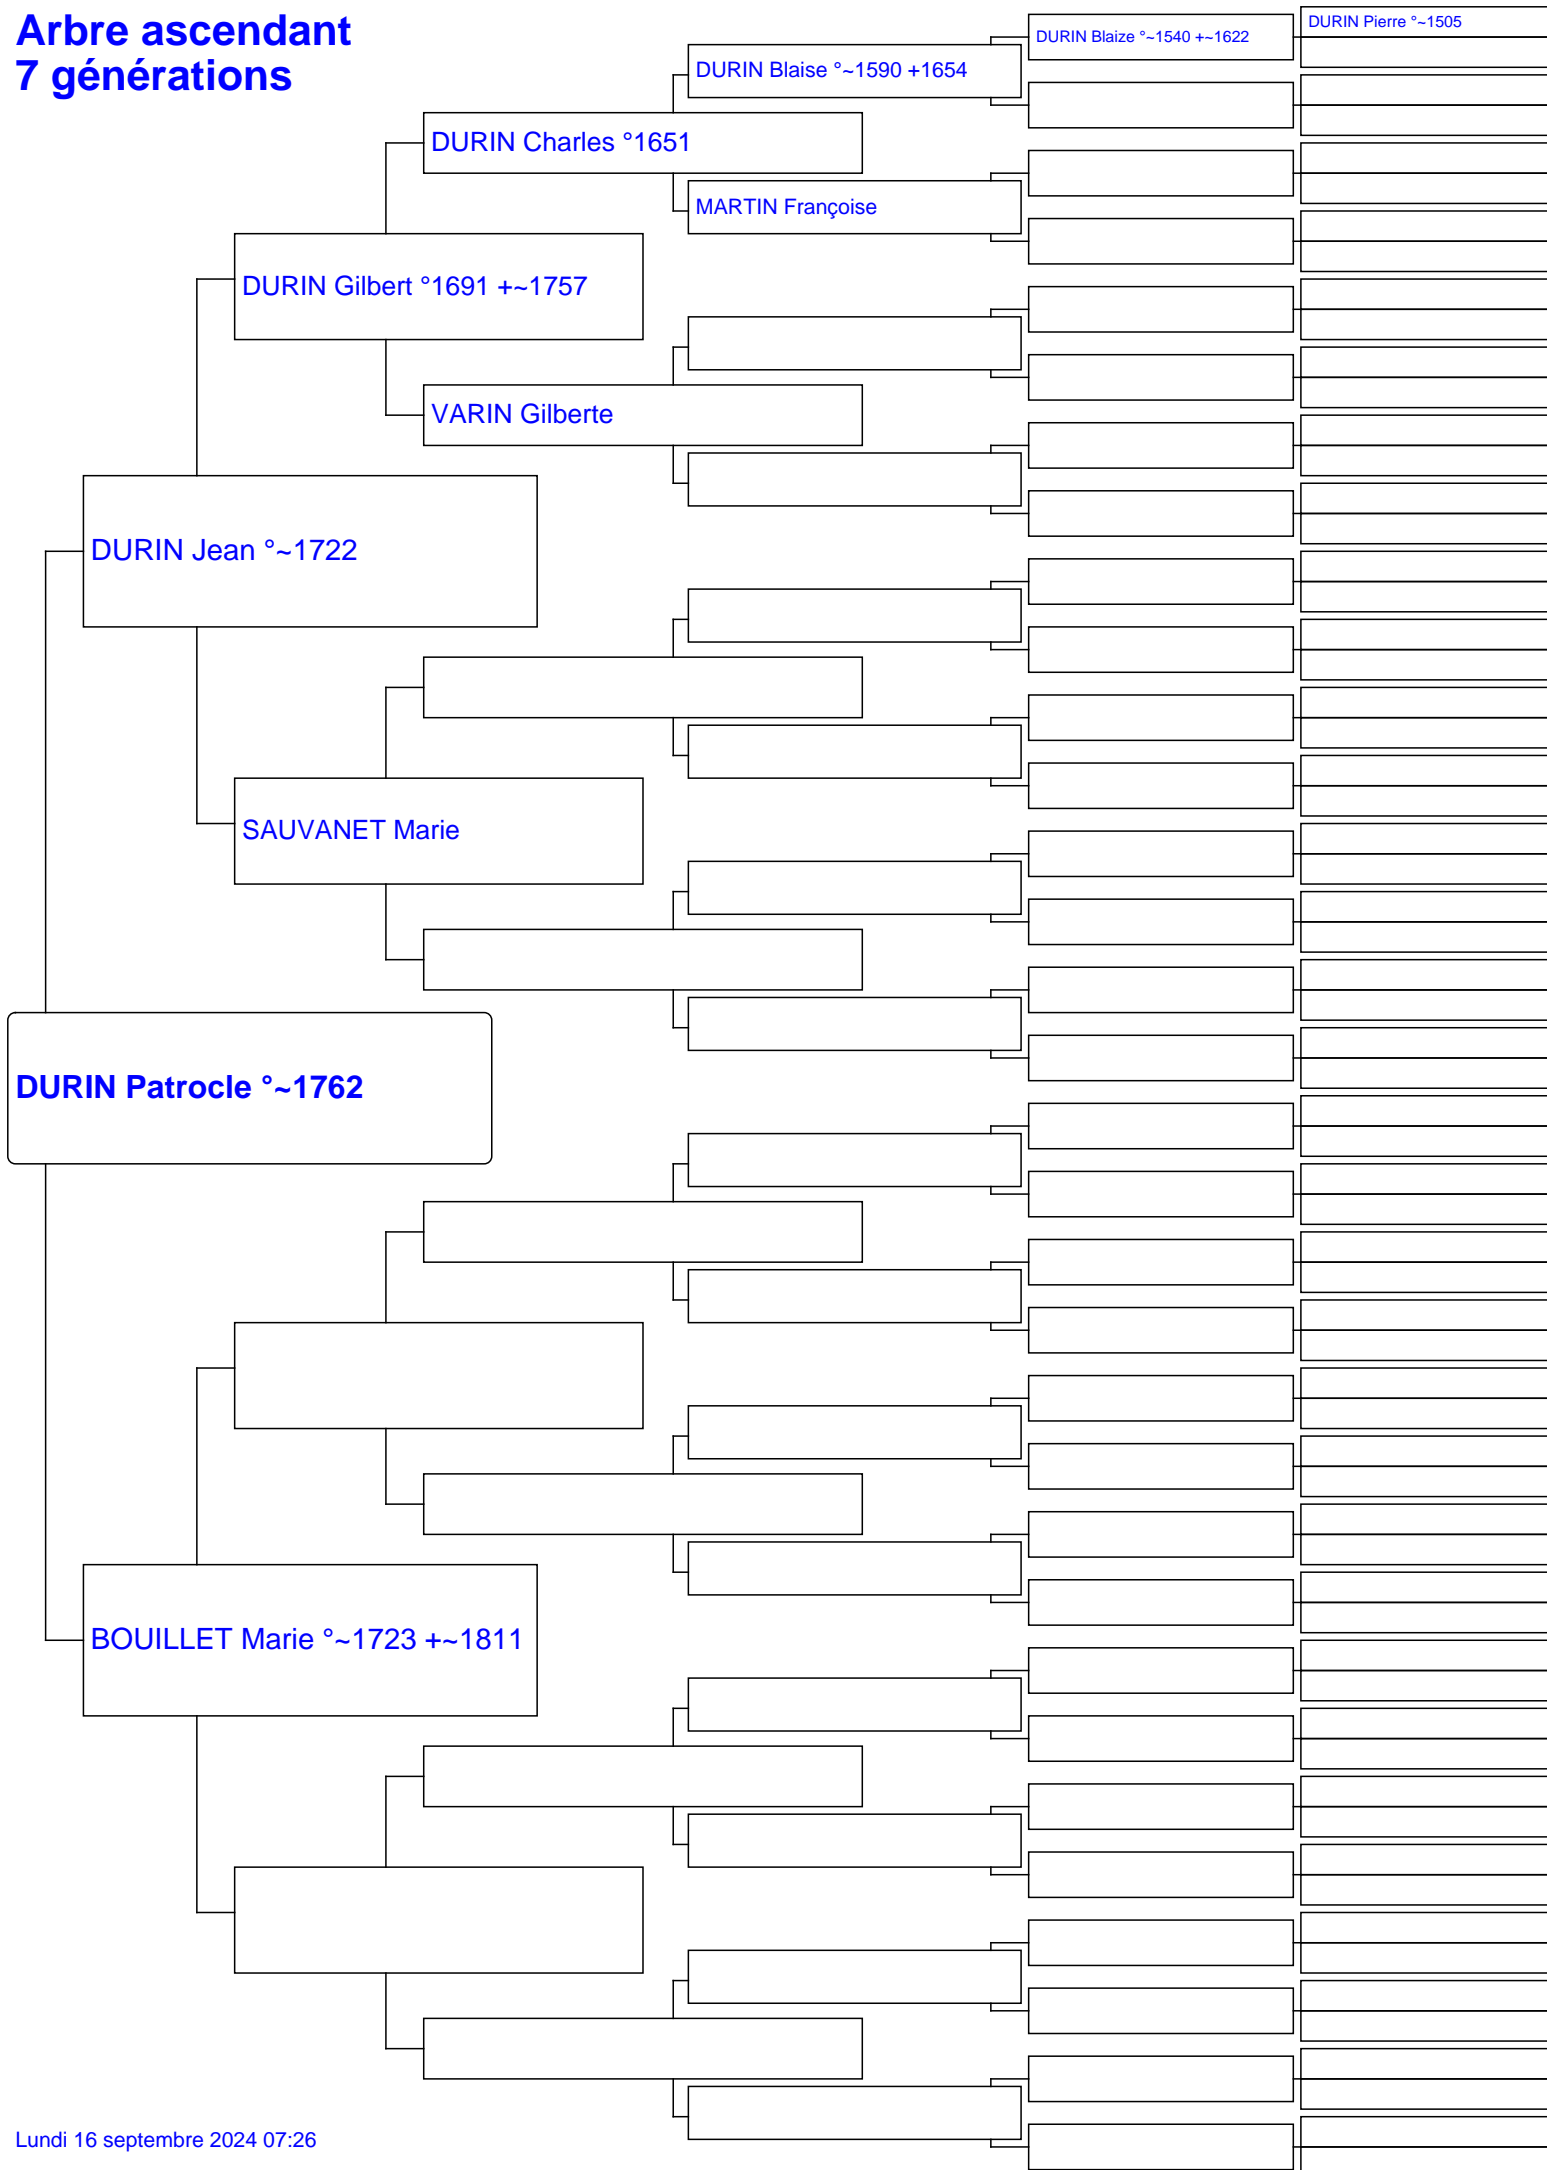 Arbre ascendant
7 générations
DURIN Pierre °~1505
DURIN Blaize °~1540 +~1622
DURIN Blaise °~1590 +1654
DURIN Charles °1651
MARTIN Françoise
DURIN Gilbert °1691 +~1757
VARIN Gilberte
DURIN Jean °~1722
SAUVANET Marie
DURIN Patrocle °~1762
BOUILLET Marie °~1723 +~1811
Lundi 16 septembre 2024 07:26